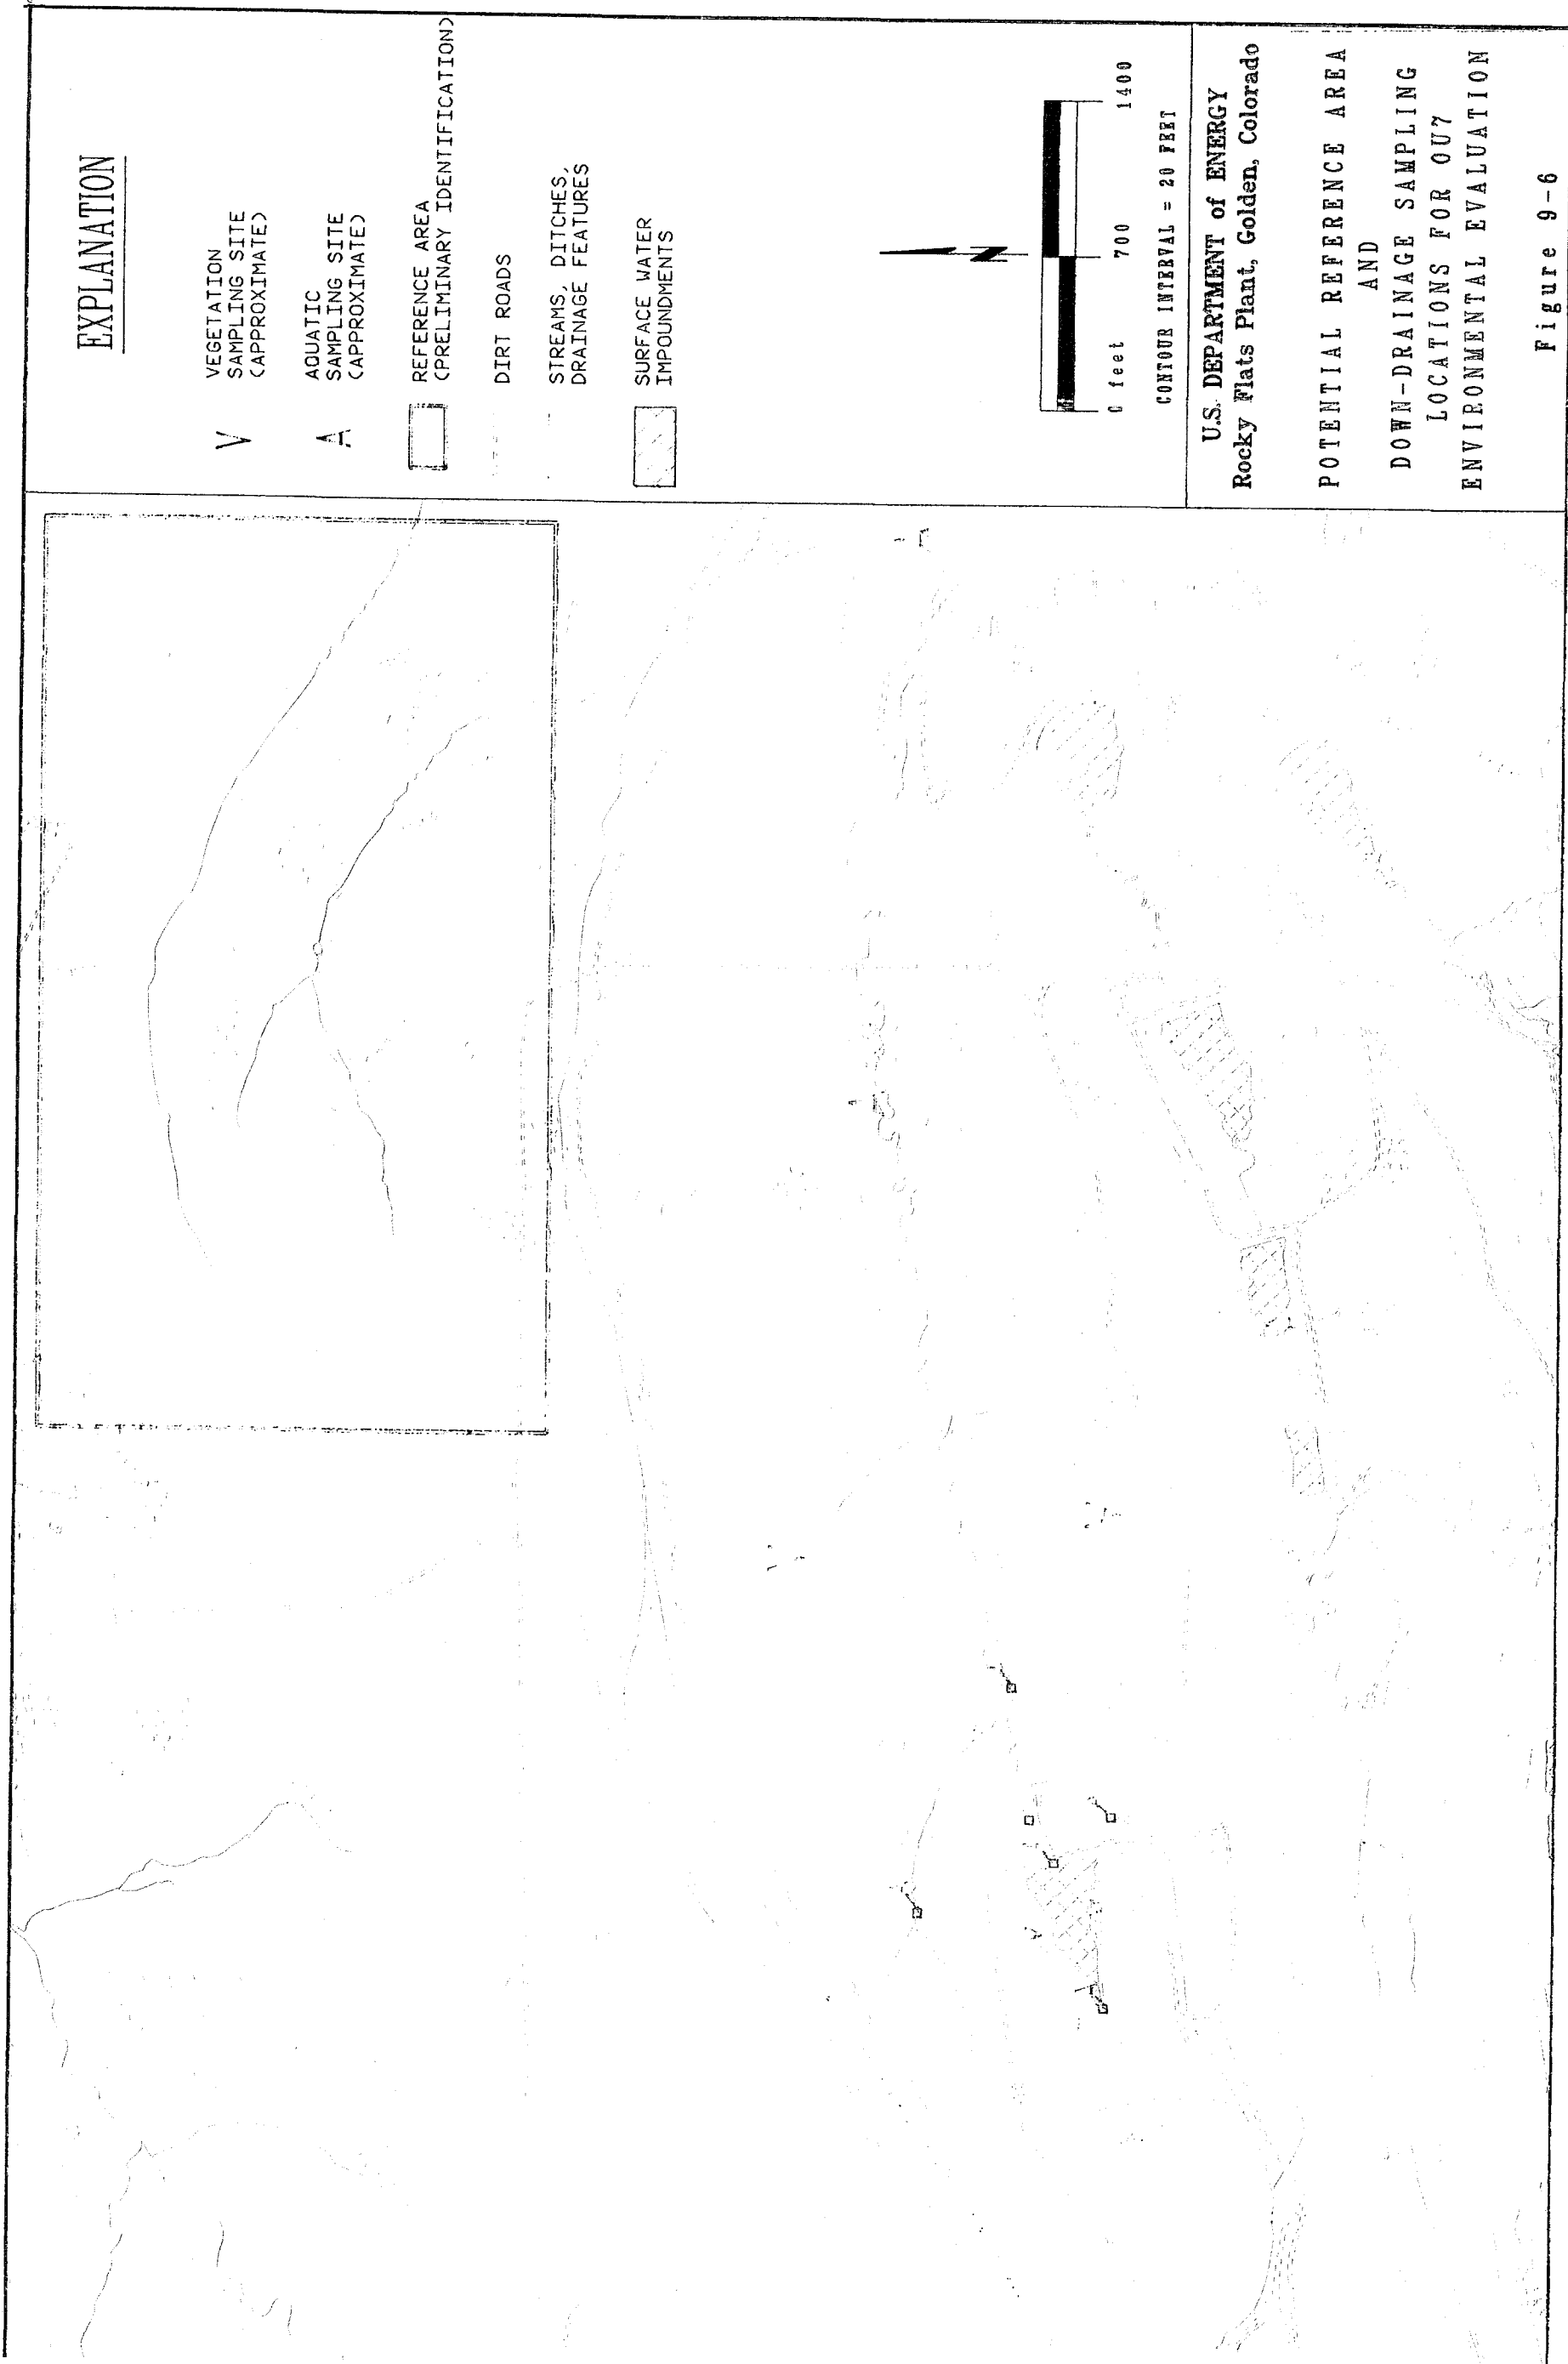 EXPLANATION
V
VEGETATION
SAMPLING SITE
(APPROXIMATE)
A
AQUATIC
SAMPLING SITE
(APPROXIMATE)
REFERENCE AREA
(PRELIMINARY IDENTIFICATION)
DIRT ROADS
STREAMS, DITCHES,
DRAINAGE FEATURES
SURFACE WATER
IMPOUNDMENTS
N
0 feet 700 1400
CONTOUR INTERVAL = 20 FEET
U.S. DEPARTMENT of ENERGY
Rocky Flats Plant, Golden, Colorado
POTENTIAL REFERENCE AREA
AND
DOWN-DRAINAGE SAMPLING
LOCATIONS FOR OU7
ENVIRONMENTAL EVALUATION
Figure 9-6